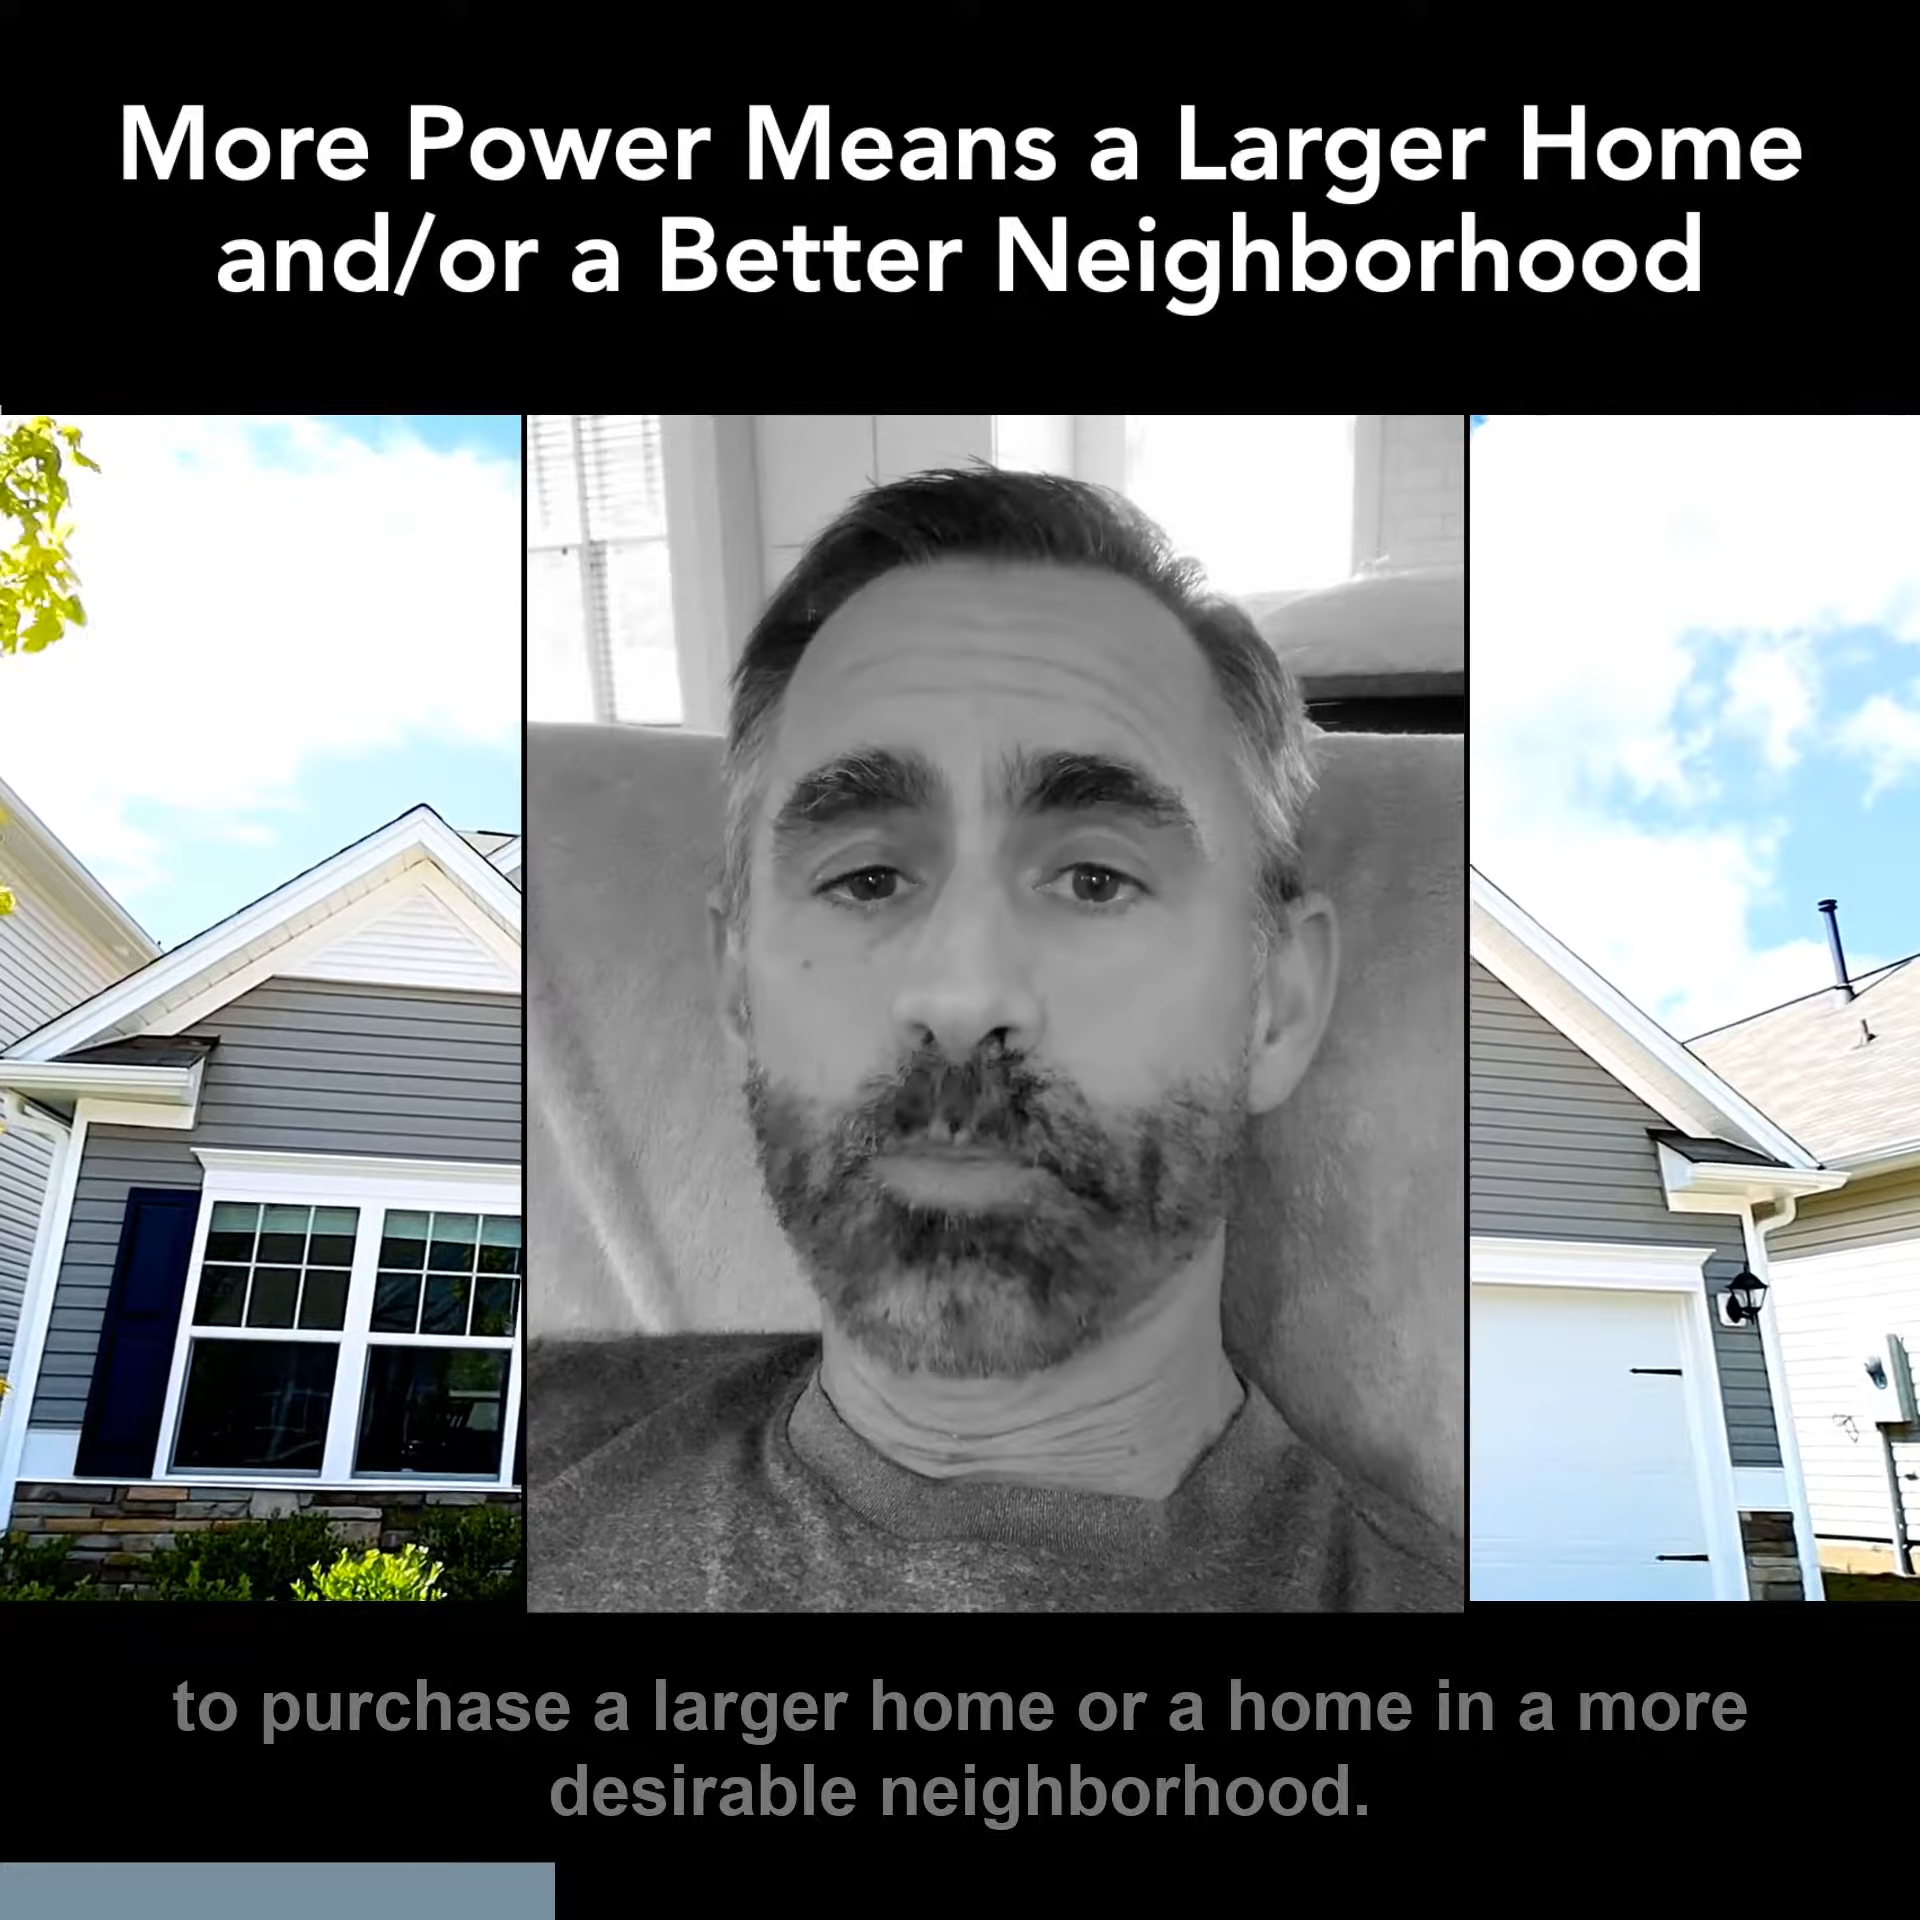 More Power Means a Larger Home
and/or a Better Neighborhood
to purchase a larger home or a home in a more
desirable neighborhood.